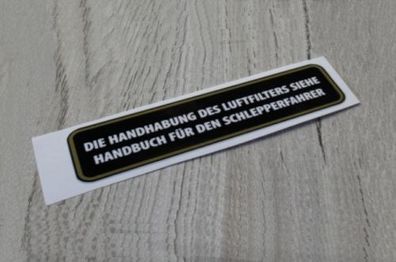 DIE HANDHABUNG DES LUFTFILTERS SIEHE
HANDBUCH FÜR DEN SCHLEPPERFAHRER